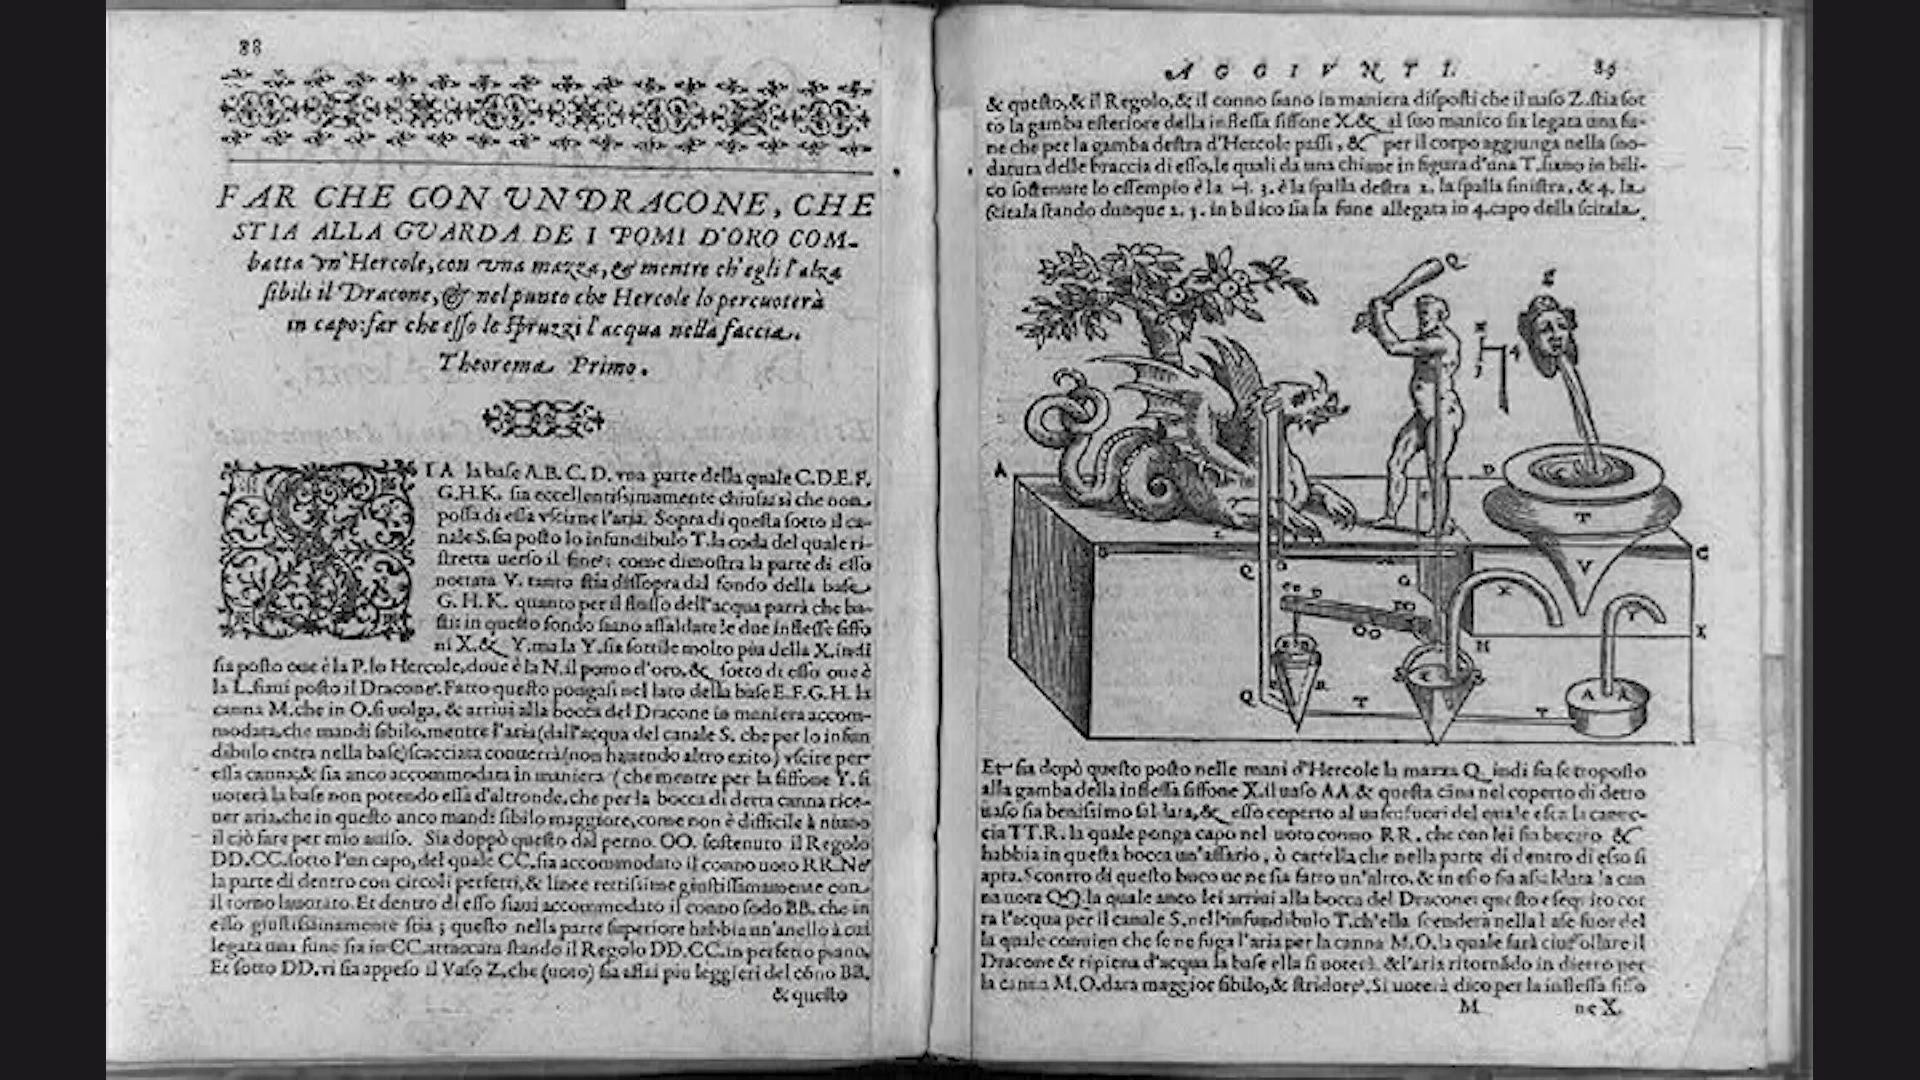 88
FAR CHE CON VN DRACONE, CHE
STIA ALLA GVARDA DE I POMI D'ORO COM-
batta vn'Hercole, con vna mazza, & mentre ch'egli l'alza
sibili il Dracone, & nel punto che Hercole lo percuoterà
in capo: far che esso le spruzzi l'acqua nella faccia.
Theorema Primo.
SIA la base A.B.C.D. vna parte della quale C.D.E.F.
G.H.K. sia eccellentissimamente chiusa: sì che non
possa di essa vscirne l'aria. Sopra di questa sotto il ca-
nale S. sia posto lo infundibulo T. la coda del quale ri-
stretta uerso il fine: come dimostra la parte di esso
notata V. tanto stia dissopra dal fondo della base
G.H.K. quanto per il flusso dell'acqua parrà che ba-
sti: in questo fondo siano assaldate le due inflesse siffo
ni X. & Y. ma la Y. sia sottile molto piu della X. indi
sia posto oue è la P. lo Hercole, doue è la N. il pomo d'oro. & sotto di esso oue è
la L. siaui posto il Dracone. Fatto questo pongasi nel lato della base E.F.G.H. la
canna M. che in O. si uolga, & arriui alla bocca del Dracone in maniera accom-
modata, che mandi sibilo, mentre l'aria (dall'acqua del canale S. che per lo infun
dibulo entra nella base) scacciata conuerrà (non hauendo altro exito) vscire per
essa canna; & sia anco accommodata in maniera (che mentre per la siffone Y. si
uoterà la base non potendo essa d'altronde, che per la bocca di detta canna rice-
uer aria, che in questo anco mandi sibilo maggiore, come non è difficile à niuno
il ciò fare per mio auiso. Sia doppò questo dal perno. OO. sostenuto il Regolo
DD.CC. sotto l'un capo, del quale CC. sia accommodato il conno uoto RR. Ne
la parte di dentro con circoli perfetti, & linee rettissime giustissimamente con
il torno lauorato. Et dentro di esso siaui accommodato il conno sodo BB. che in
esso giustissimamente stia; questo nella parte superiore habbia un'anello à cui
legata una fune sia in CC. attaccata stando il Regolo DD.CC. in perfetto piano,
Et sotto DD. vi sia appeso il Vaso Z. che (uoto) sia assai piu leggieri del cóno BB.
& questo
AGGIVNTI. 89
& questo, & il Regolo, & il conno siano in maniera disposti che il uaso Z. stia sot
to la gamba esteriore della inflessa siffone X. & al suo manico sia legata una fu-
ne che per la gamba destra d'Hercole passi, & per il corpo aggiunga nella sno-
datura delle braccia di esso, le quali da una chiaue in figura d'una T. siano in bili-
co sostenute lo essempio è la 3. è la spalla destra 2. la spalla sinistra, & 4. la
scitala stando dunque 2. 3. in bilico sia la fune allegata in 4. capo della scitala.
Q
S
4
3
A
D
T
L
B
C
Q
O
G
V
X
Y
CC
D
OO
H
K
Z
R
AA
Q
T
T
Et sia dopò questo posto nelle mani d'Hercole la mazza Q. indi sia sottoposto
alla gamba della inflessa siffone X. il uaso AA. & questa cima nel coperto di detto
uaso sia benissimo saldata, & esso coperto al uaso: fuori del quale esca la canuc-
cia TT.R. la quale ponga capo nel uoto conno RR. che con lei sia bucato &
habbia in questa bocca un'assario, ò cartella che nella parte di dentro di esso si
apra. Scontro di questo buco ue ne sia fatto un'altro, & in esso sia assaldata la can
na uota QQ. la quale anco lei arriui alla bocca del Dracone: questo eseguito cor
ra l'acqua per il canale S. nell'infundibulo T. ch'ella scenderà nella base fuor del
la quale conuien che se ne fuga l'aria per la canna M.O. la quale farà ciuffollare il
Dracone & ripiena d'acqua la base ella si uoterà. & l'aria ritornádo in dietro per
la canna M.O. darà maggior sibilo, & stridore, Si uoterà dico per la inflessa siffo
M
ne X.